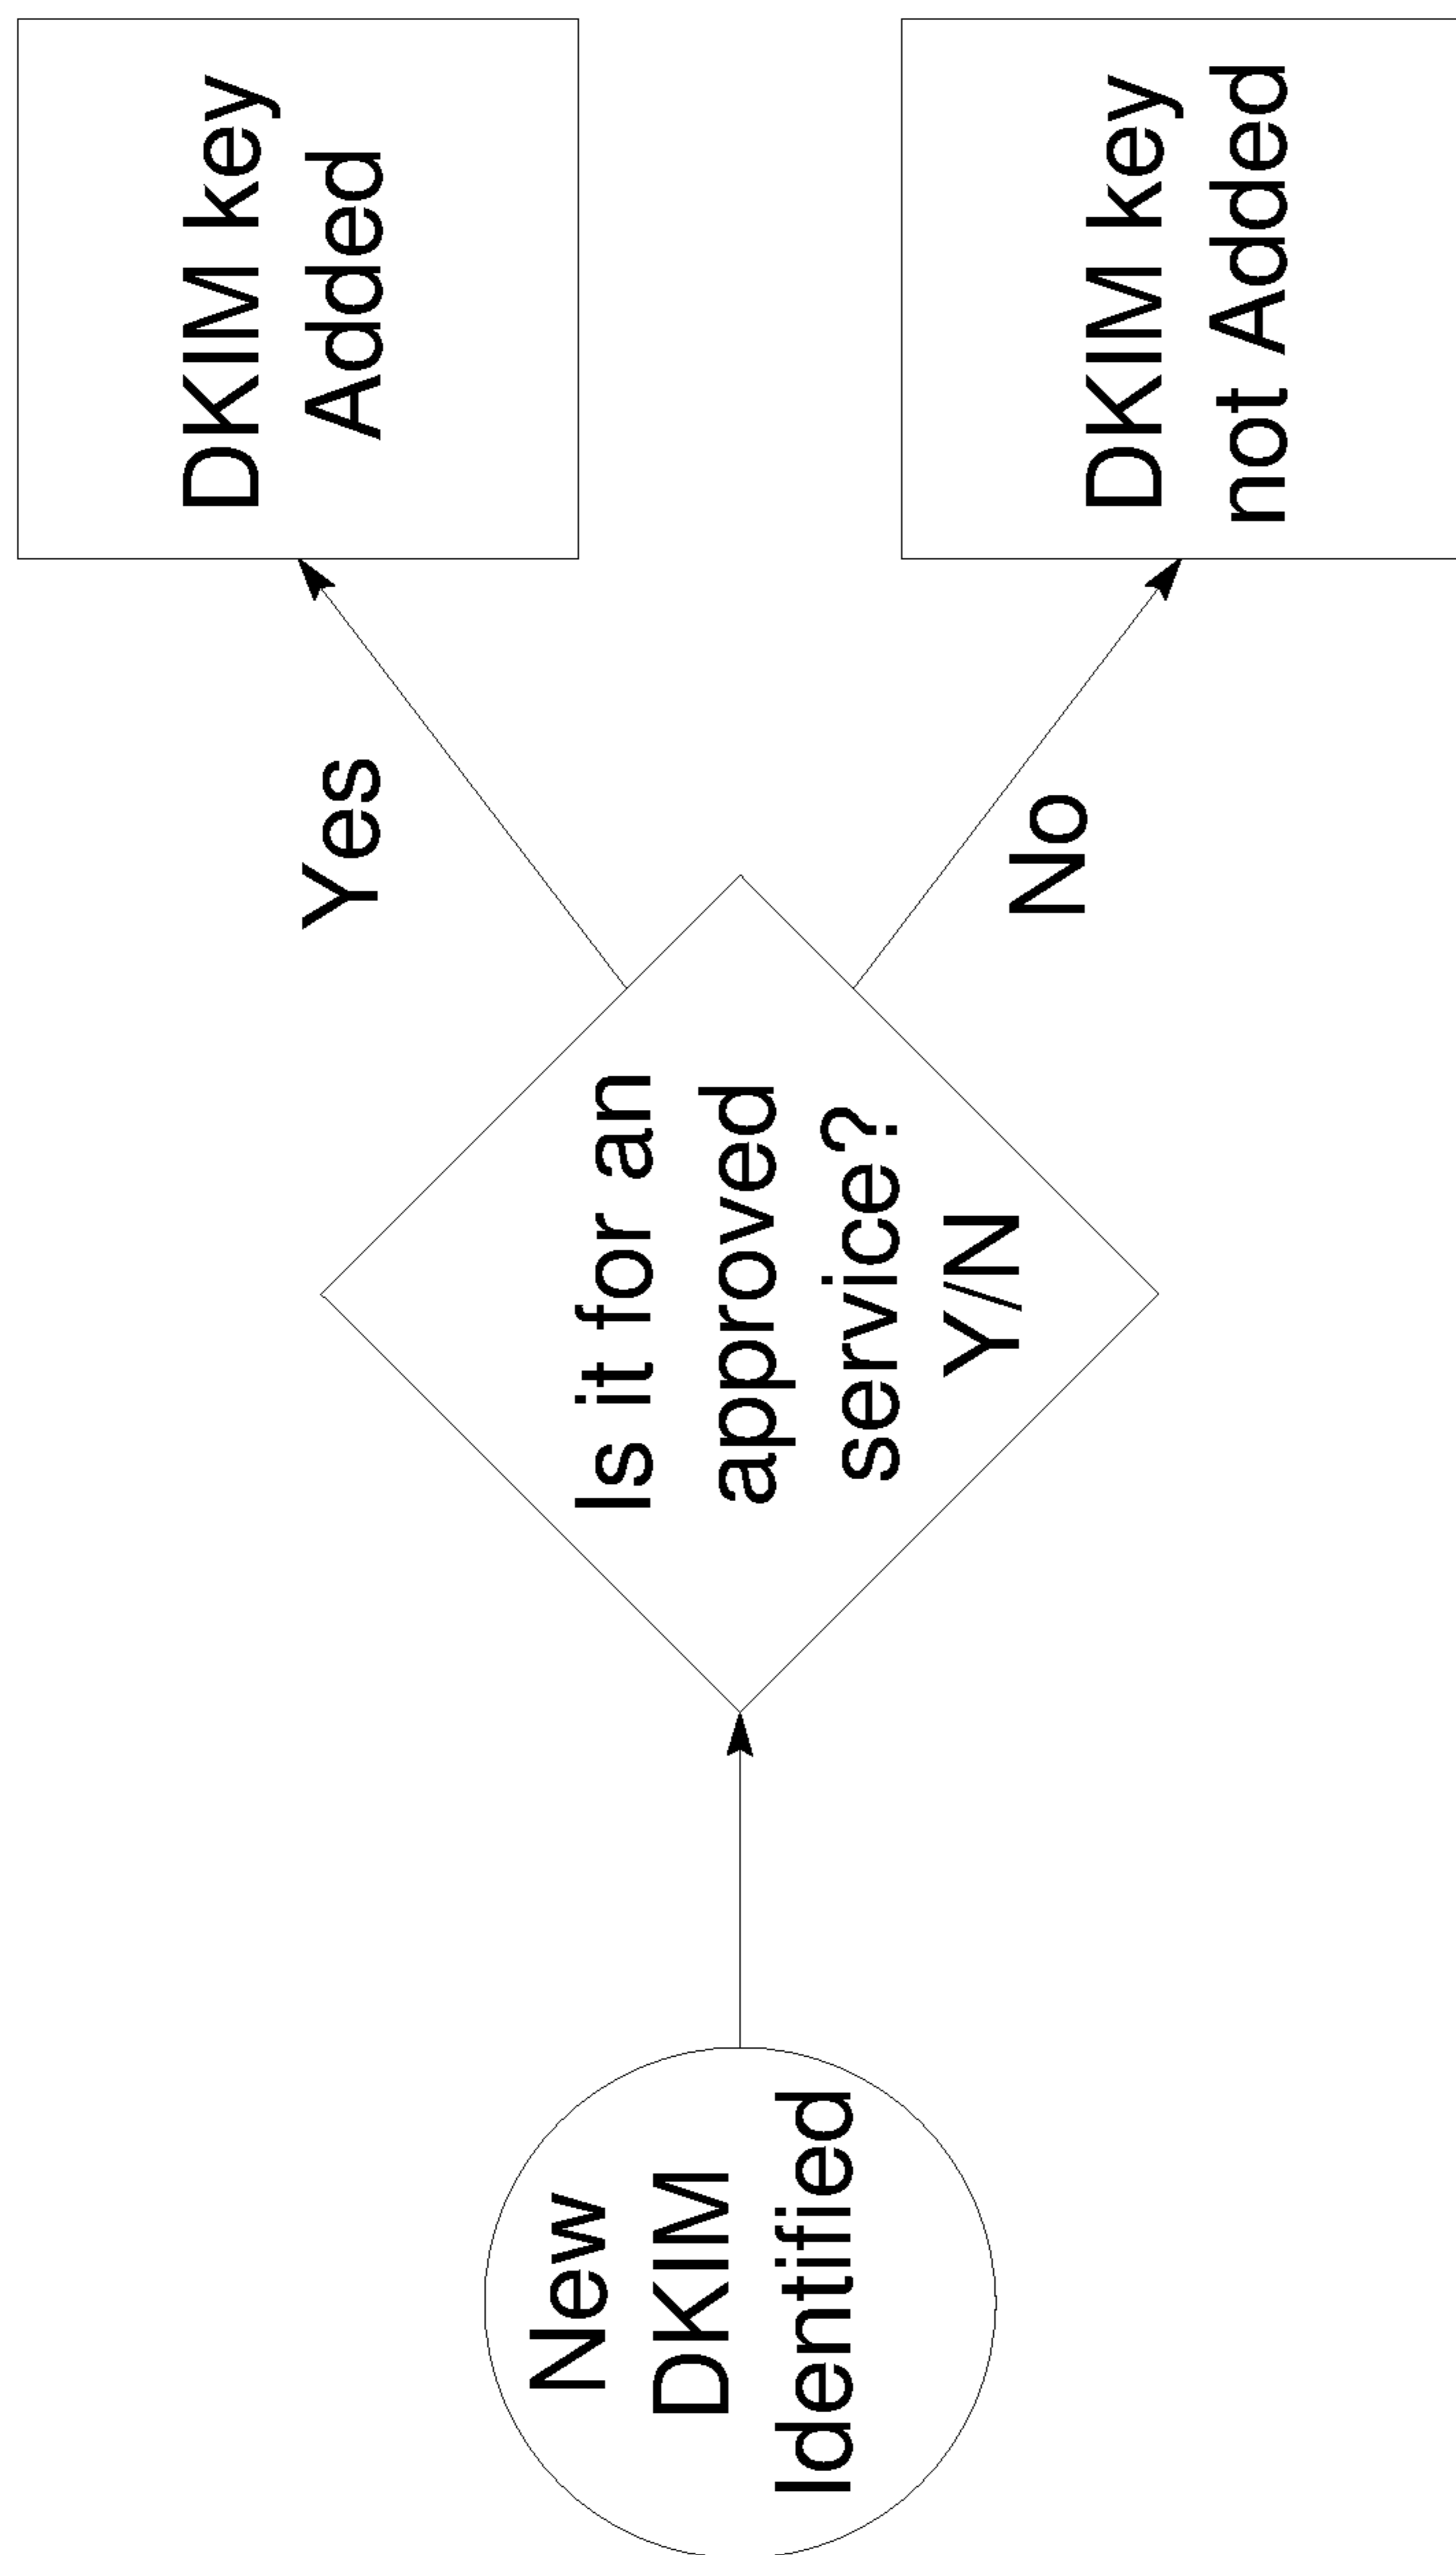 New
DKIM
Identified
Is it for an
approved
service?
Y/N
Yes
DKIM key
Added
No
DKIM key
not Added